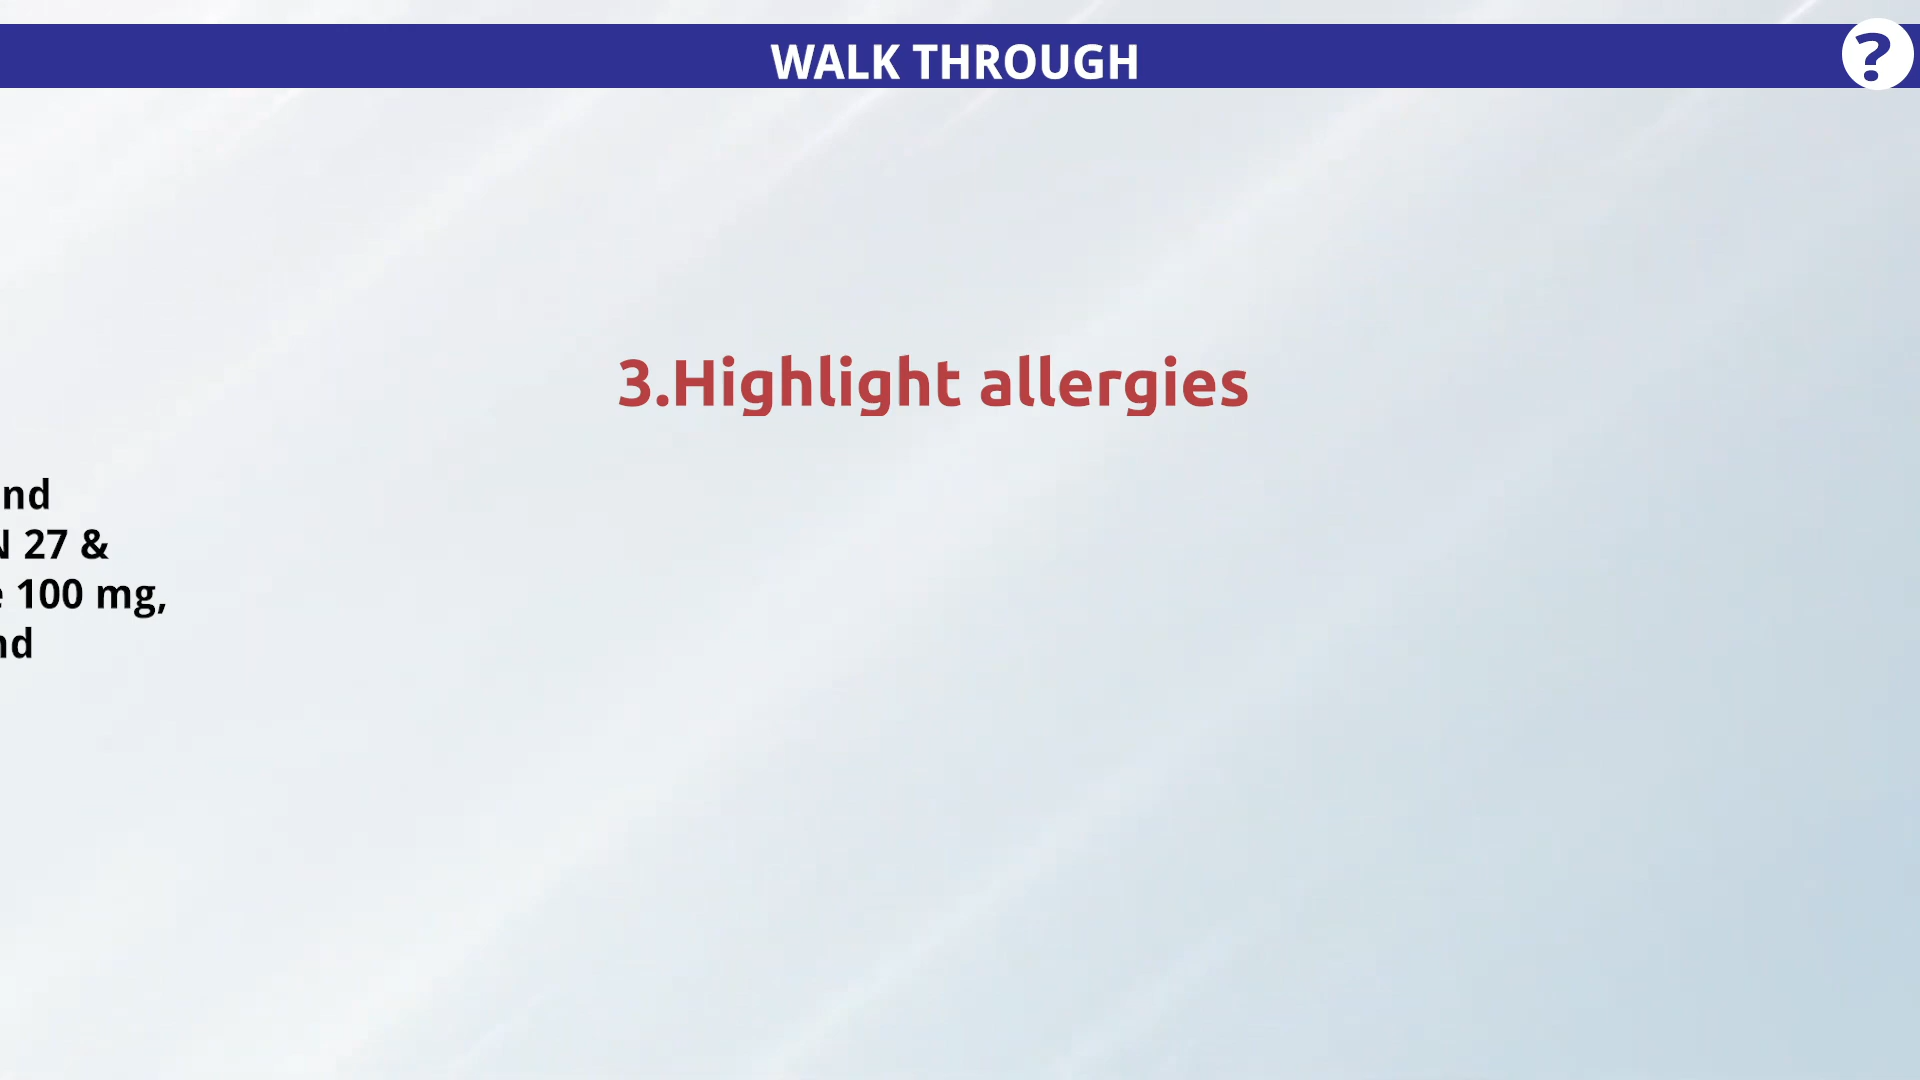 WALK THROUGH
?
3.Highlight allergies
nd
27 &
100 mg,
nd